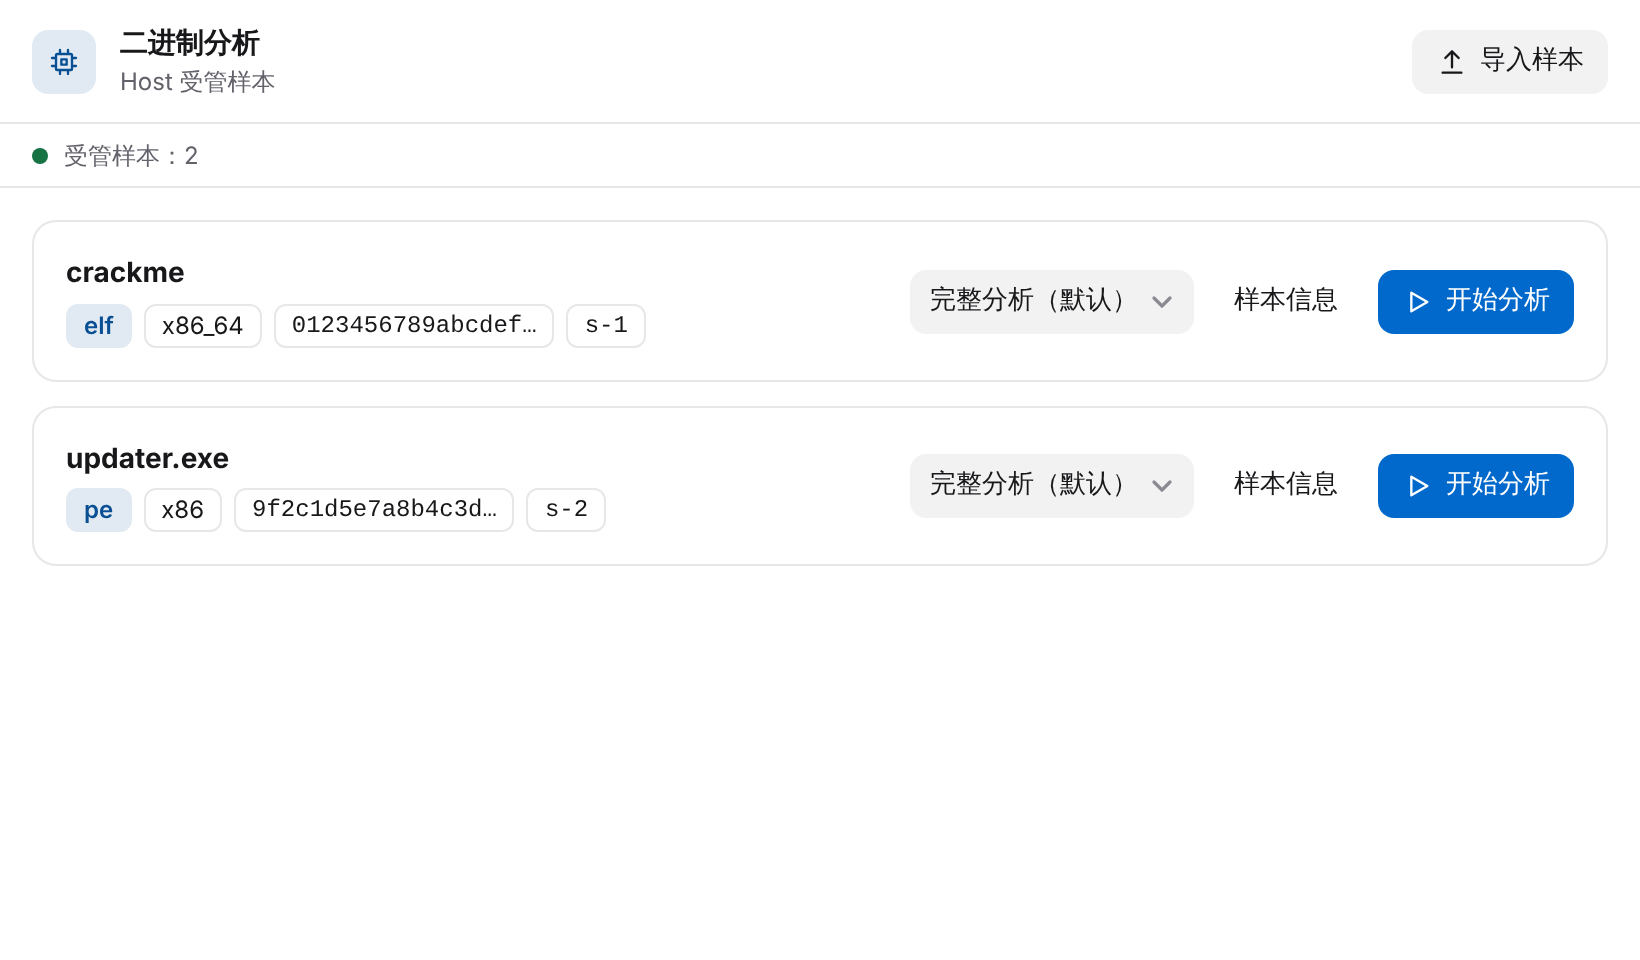 二进制分析
Host 受管样本
导入样本
受管样本：2
crackme
elf x86_64 0123456789abcdef… s-1
完整分析（默认） 样本信息 开始分析
updater.exe
pe x86 9f2c1d5e7a8b4c3d… s-2
完整分析（默认） 样本信息 开始分析